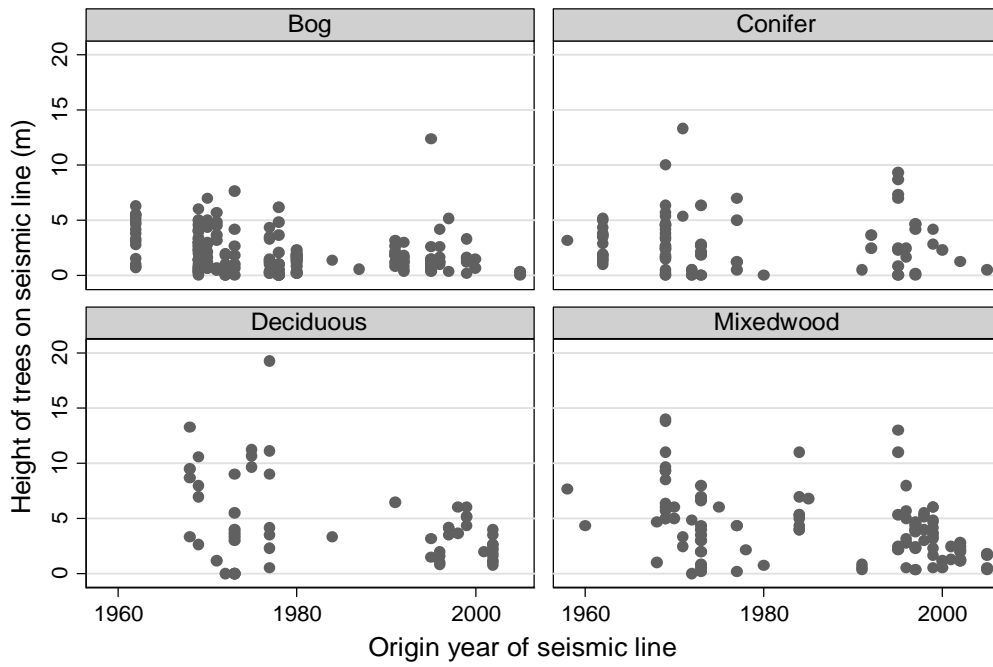 Bog
Conifer
20
15
10
5
0
Deciduous
Mixedwood
20
15
10
5
0
1960
1980
2000
1960
1980
2000
Height of trees on seismic line (m)
Origin year of seismic line